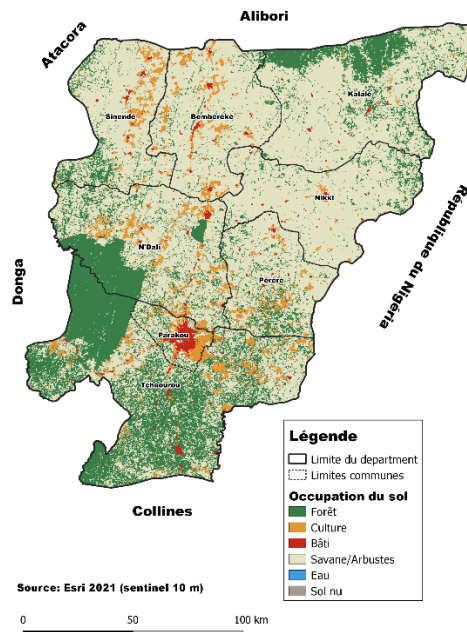 Alibori
Atacora
Kalalé
Sinendé
Bembèrèkè
Nikki
République du Nigéria
N'Dali
Donga
Pèrèrè
Parakou
Tchaourou
Collines
Légende
Limite du department
Limites communes
Occupation du sol
Forêt
Culture
Bâti
Savane/Arbustes
Eau
Sol nu
Source: Esri 2021 (sentinel 10 m)
0 50 100 km